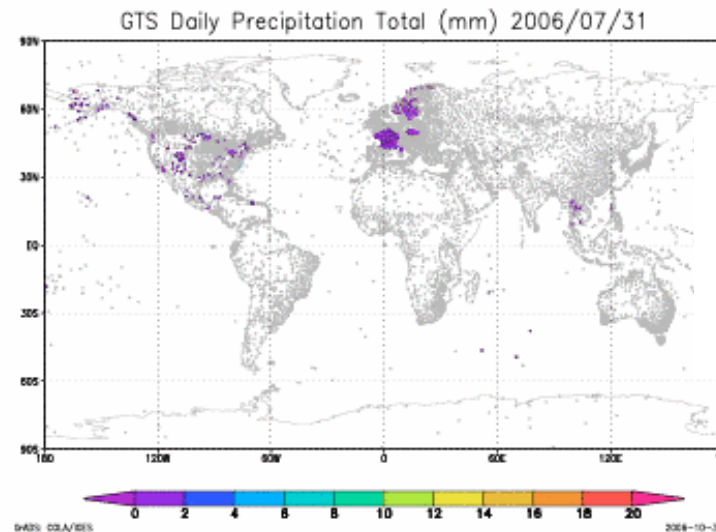 GTS Daily Precipitation Total (mm) 2006/07/31
90N
60N
30N
EQ
30S
60S
90S
180 120W 60W 0 60E 120E
0 2 4 6 8 10 12 14 16 18 20
GrADS: COLA/IGES